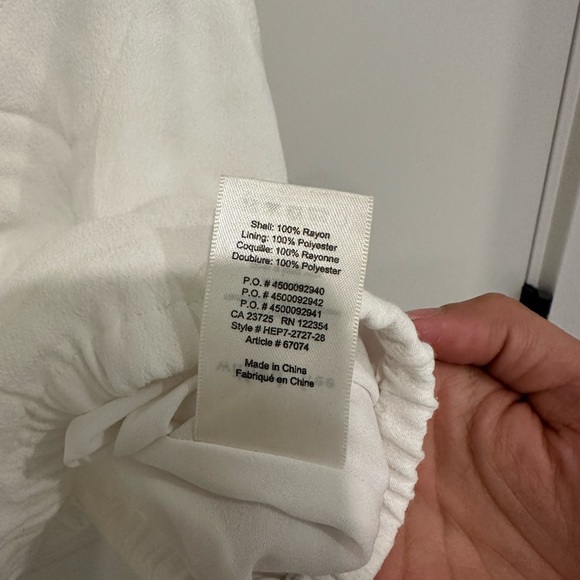 Shell: 100% Rayon
Lining: 100% Polyester
Coquille: 100% Rayonne
Doublure: 100% Polyester
P.O. # 4500092940
P.O. # 4500092942
P.O. # 4500092941
CA 23725 RN 122354
Style # HEP7-2727-28
Article # 67074
Made in China
Fabriqué en Chine